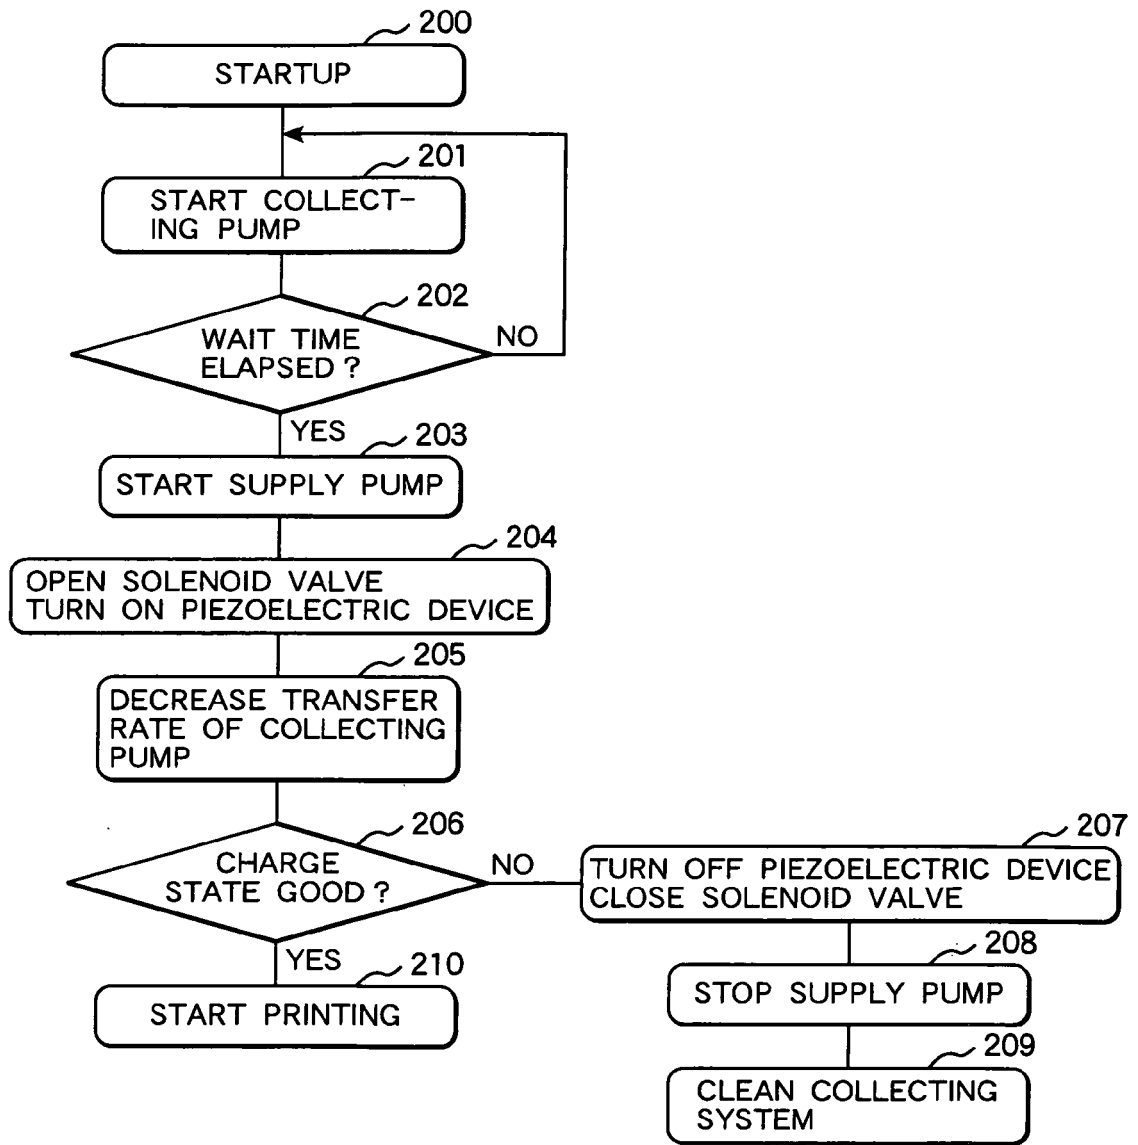 200
STARTUP
201
START COLLECT-
ING PUMP
202
WAIT TIME
ELAPSED?
NO
YES
203
START SUPPLY PUMP
204
OPEN SOLENOID VALVE
TURN ON PIEZOELECTRIC DEVICE
205
DECREASE TRANSFER
RATE OF COLLECTING
PUMP
206
CHARGE
STATE GOOD?
NO
YES
207
TURN OFF PIEZOELECTRIC DEVICE
CLOSE SOLENOID VALVE
208
STOP SUPPLY PUMP
209
CLEAN COLLECTING
SYSTEM
210
START PRINTING